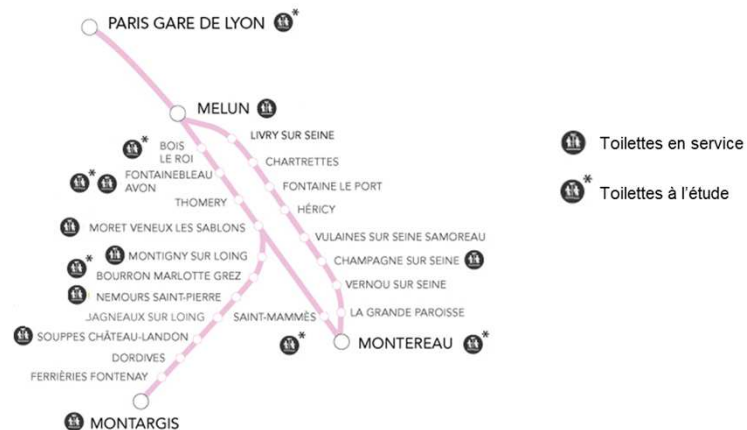 PARIS GARE DE LYON *
MELUN
LIVRY SUR SEINE
* BOIS
LE ROI
CHARTRETTES
* FONTAINEBLEAU
AVON
FONTAINE LE PORT
THOMERY
HÉRICY
MORET VENEUX LES SABLONS
VULAINES SUR SEINE SAMOREAU
MONTIGNY SUR LOING
CHAMPAGNE SUR SEINE
* BOURRON MARLOTTE GREZ
VERNOU SUR SEINE
NEMOURS SAINT-PIERRE
JAGNEAUX SUR LOING
SAINT-MAMMÈS
*
LA GRANDE PAROISSE
SOUPPES CHÂTEAU-LANDON
MONTEREAU *
DORDIVES
FERRIÈRIES FONTENAY
MONTARGIS
Toilettes en service
* Toilettes à l'étude